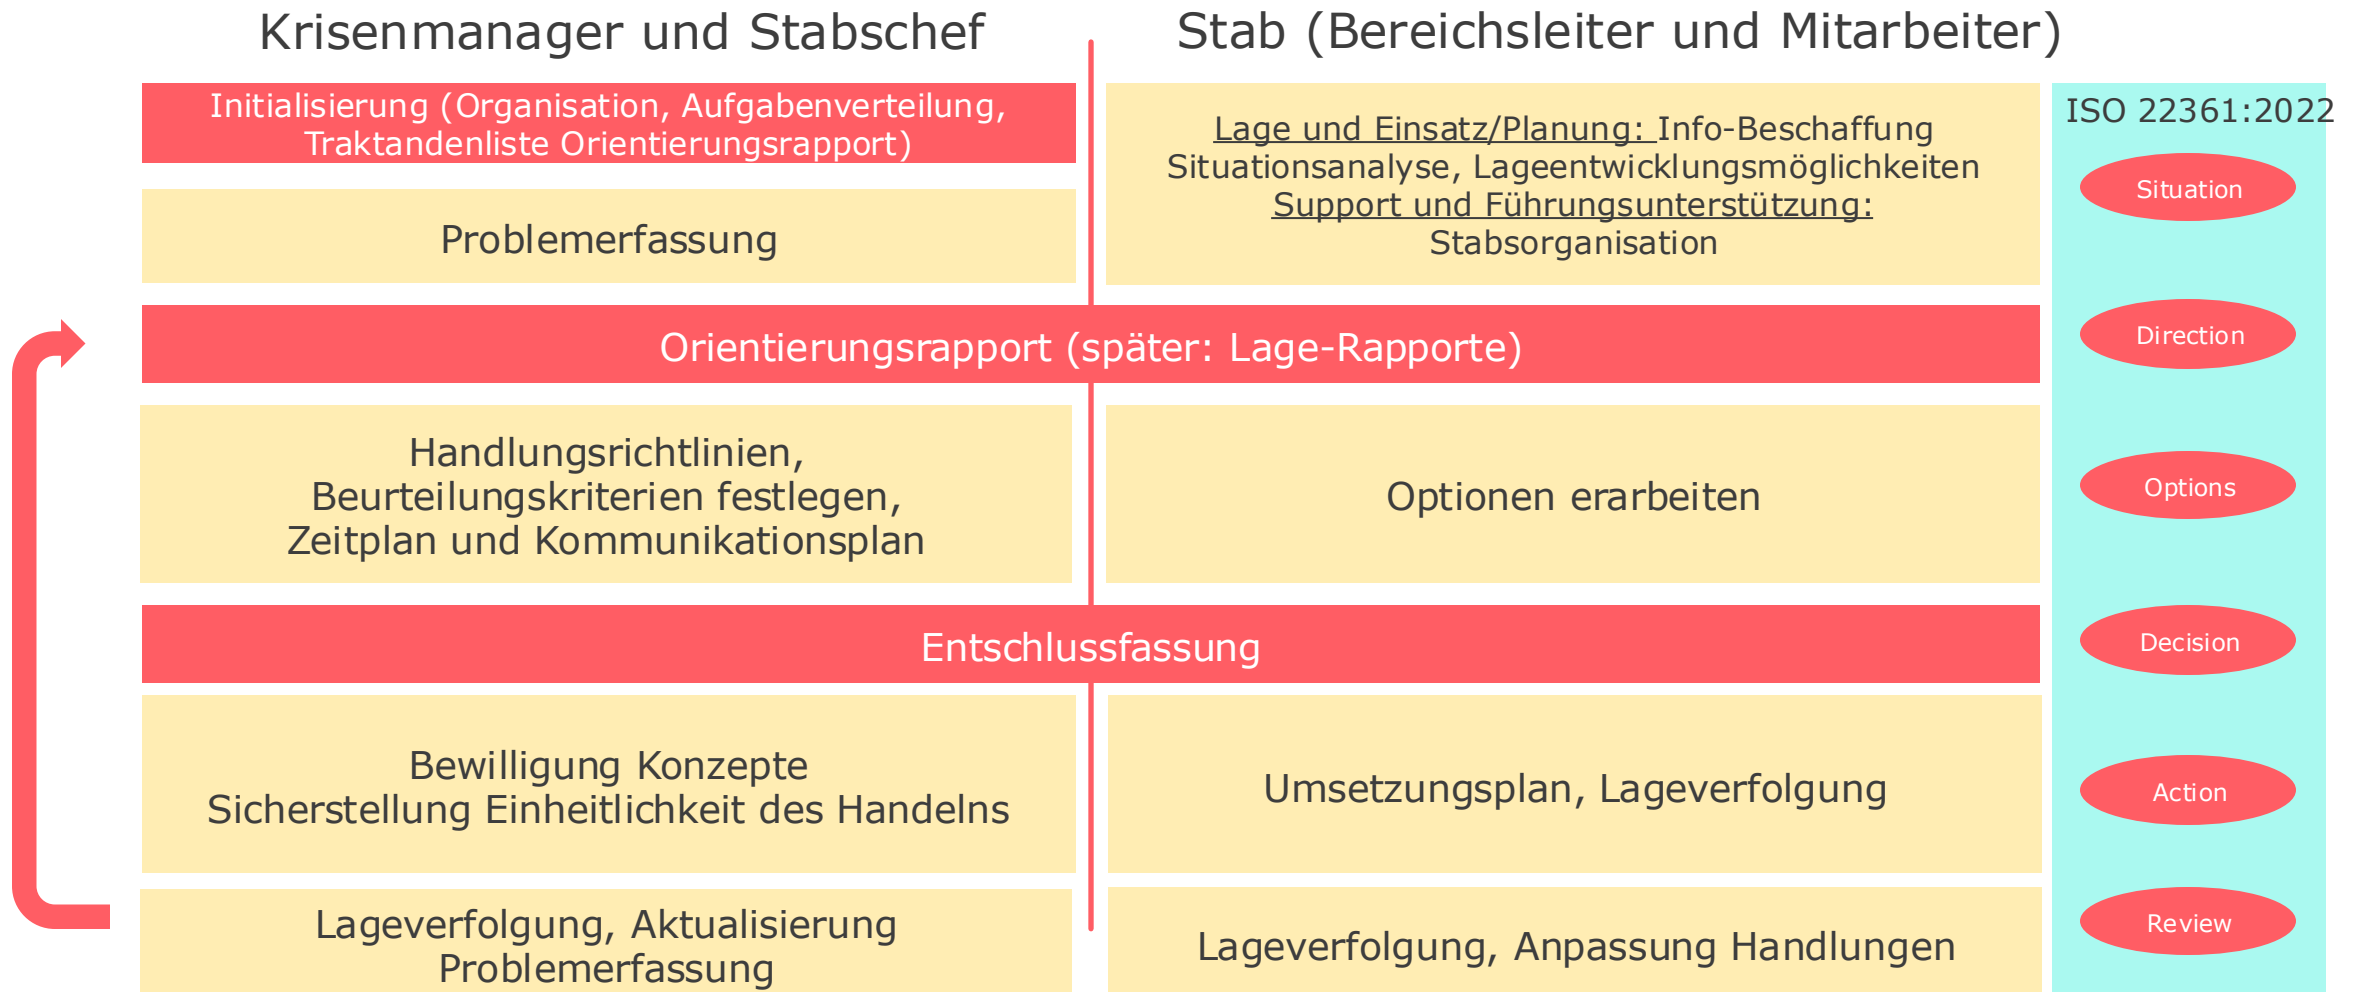 Krisenmanager und Stabschef
Stab (Bereichsleiter und Mitarbeiter)
Initialisierung (Organisation, Aufgabenverteilung,
Traktandenliste Orientierungsrapport)
Problemerfassung
Lage und Einsatz/Planung: Info-Beschaffung
Situationsanalyse, Lageentwicklungsmöglichkeiten
Support und Führungsunterstützung:
Stabsorganisation
ISO 22361:2022
Situation
Orientierungsrapport (später: Lage-Rapporte)
Direction
Handlungsrichtlinien,
Beurteilungskriterien festlegen,
Zeitplan und Kommunikationsplan
Optionen erarbeiten
Options
Entschlussfassung
Decision
Bewilligung Konzepte
Sicherstellung Einheitlichkeit des Handelns
Umsetzungsplan, Lageverfolgung
Action
Lageverfolgung, Aktualisierung
Problemerfassung
Lageverfolgung, Anpassung Handlungen
Review